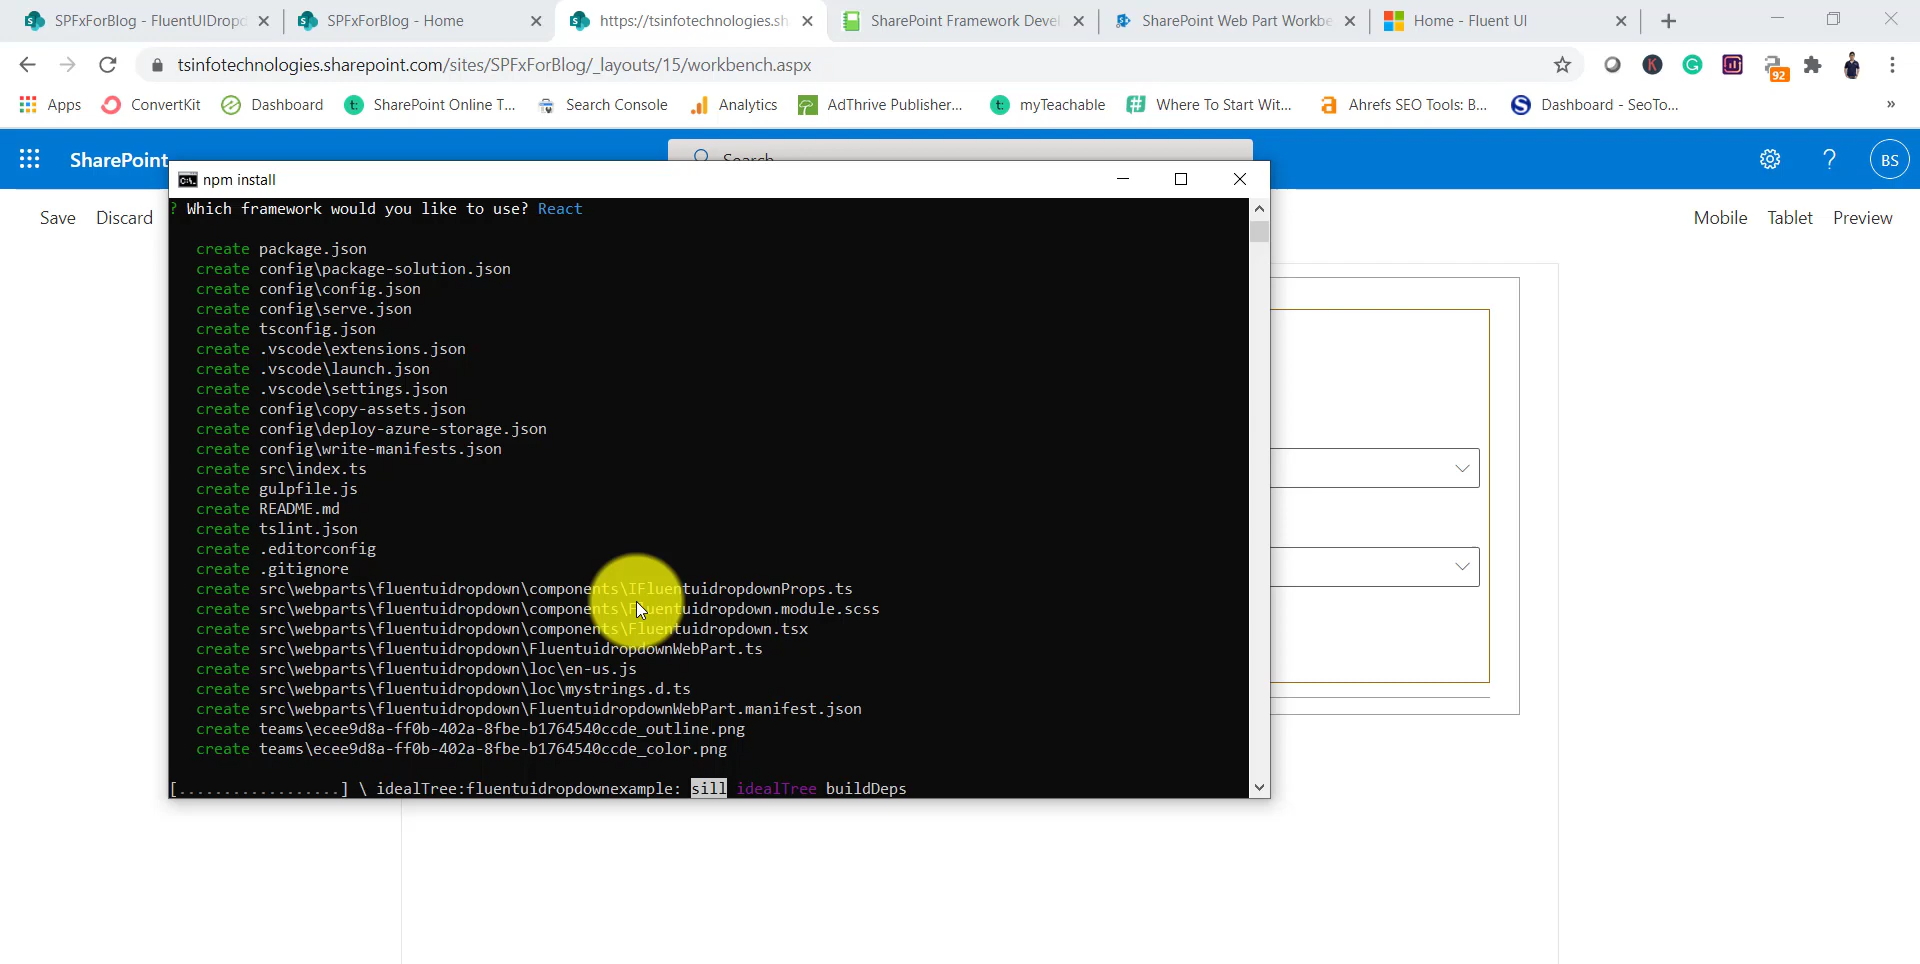 SPFxForBlog - FluentUIDropd
SPFxForBlog - Home
https://tsinfotechnologies.sh
SharePoint Framework Devel
SharePoint Web Part Workbe
Home - Fluent UI
tsinfotechnologies.sharepoint.com/sites/SPFxForBlog/_layouts/15/workbench.aspx
92
Apps
ConvertKit
Dashboard
SharePoint Online T...
Search Console
Analytics
AdThrive Publisher...
myTeachable
Where To Start Wit...
Ahrefs SEO Tools: B...
Dashboard - SeoTo...
»
SharePoint
Search
?
BS
Save
Discard
Mobile
Tablet
Preview
npm install
? Which framework would you like to use? React
create package.json
create config\package-solution.json
create config\config.json
create config\serve.json
create tsconfig.json
create .vscode\extensions.json
create .vscode\launch.json
create .vscode\settings.json
create config\copy-assets.json
create config\deploy-azure-storage.json
create config\write-manifests.json
create src\index.ts
create gulpfile.js
create README.md
create tslint.json
create .editorconfig
create .gitignore
create src\webparts\fluentuidropdown\components\IFluentuidropdownProps.ts
create src\webparts\fluentuidropdown\components\Fluentuidropdown.module.scss
create src\webparts\fluentuidropdown\components\Fluentuidropdown.tsx
create src\webparts\fluentuidropdown\FluentuidropdownWebPart.ts
create src\webparts\fluentuidropdown\loc\en-us.js
create src\webparts\fluentuidropdown\loc\mystrings.d.ts
create src\webparts\fluentuidropdown\FluentuidropdownWebPart.manifest.json
create teams\ecee9d8a-ff0b-402a-8fbe-b1764540ccde_outline.png
create teams\ecee9d8a-ff0b-402a-8fbe-b1764540ccde_color.png
[..................] \ idealTree:fluentuidropdownexample: sill idealTree buildDeps